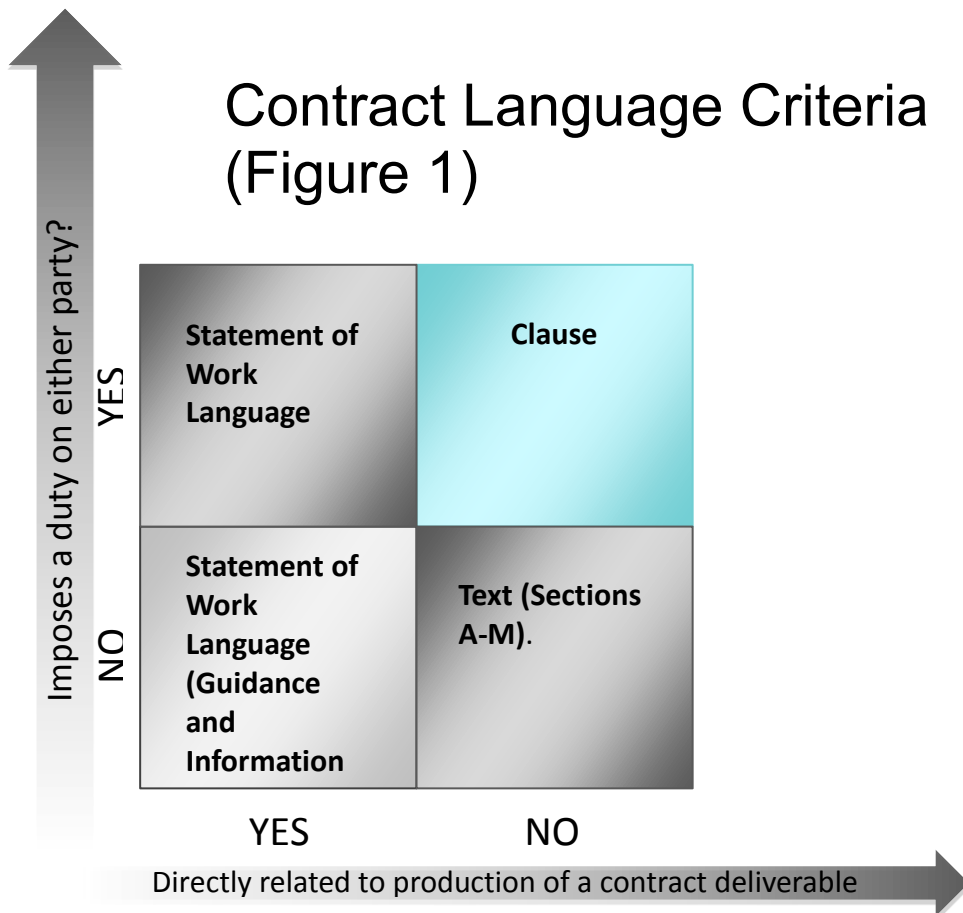 Contract Language Criteria
(Figure 1)
Imposes a duty on either party?
YES
NO
Statement of
Work
Language
Clause
Statement of
Work
Language
(Guidance
and
Information
Text (Sections
A-M).
YES
NO
Directly related to production of a contract deliverable